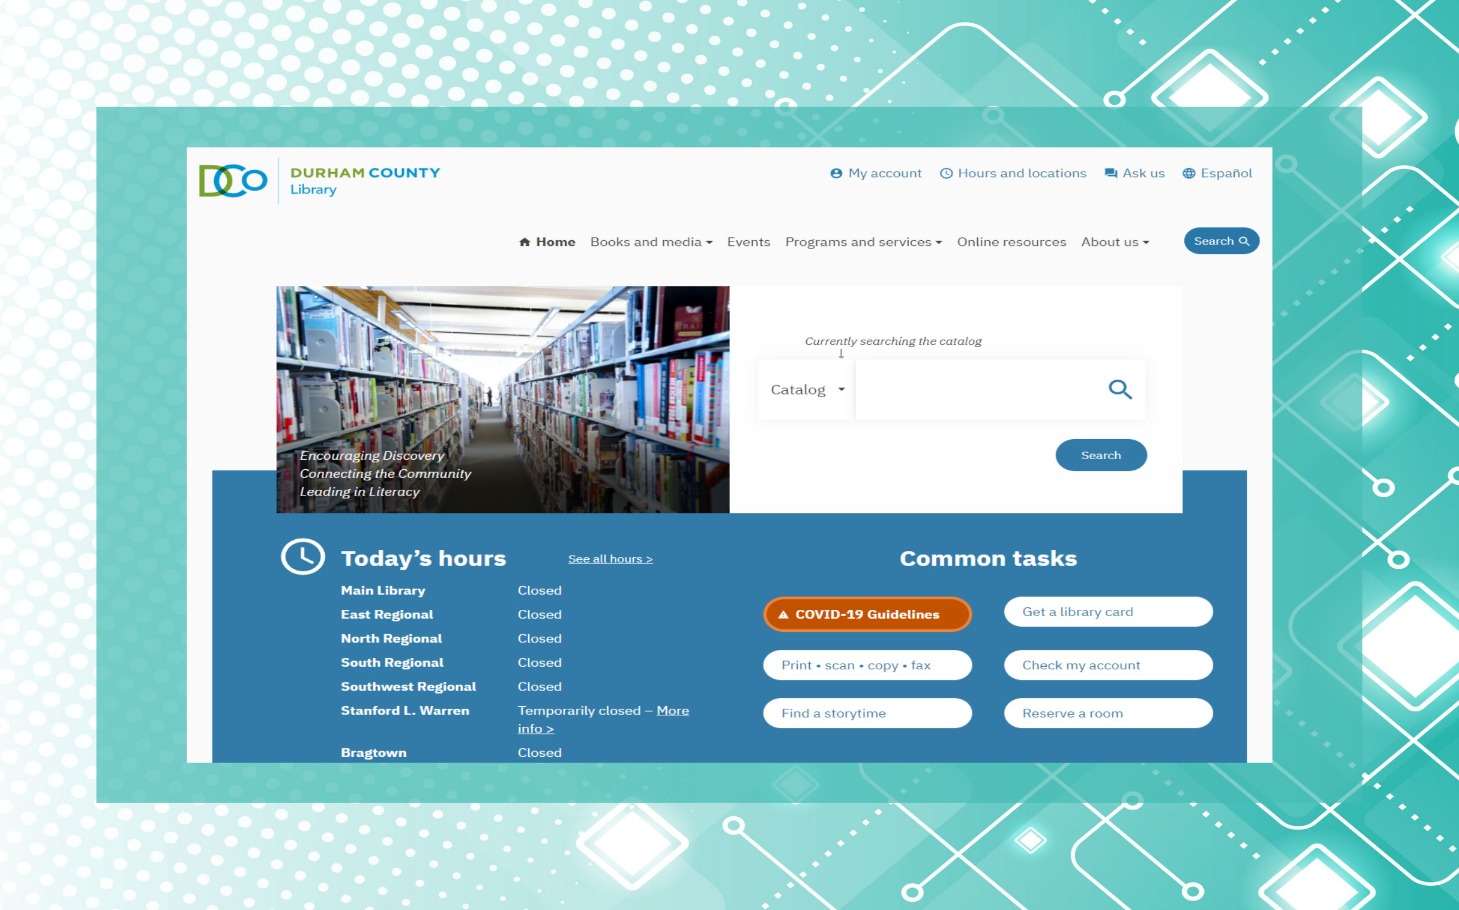 DCo
DURHAM COUNTY
Library
My account
Hours and locations
Ask us
Español
Home
Books and media
Events
Programs and services
Online resources
About us
Search
Encouraging Discovery
Connecting the Community
Leading in Literacy
Currently searching the catalog
Catalog
Search
Today’s hours
See all hours >
Main Library Closed
East Regional Closed
North Regional Closed
South Regional Closed
Southwest Regional Closed
Stanford L. Warren Temporarily closed – More
info >
Bragtown Closed
Common tasks
COVID-19 Guidelines
Get a library card
Print • scan • copy • fax
Check my account
Find a storytime
Reserve a room